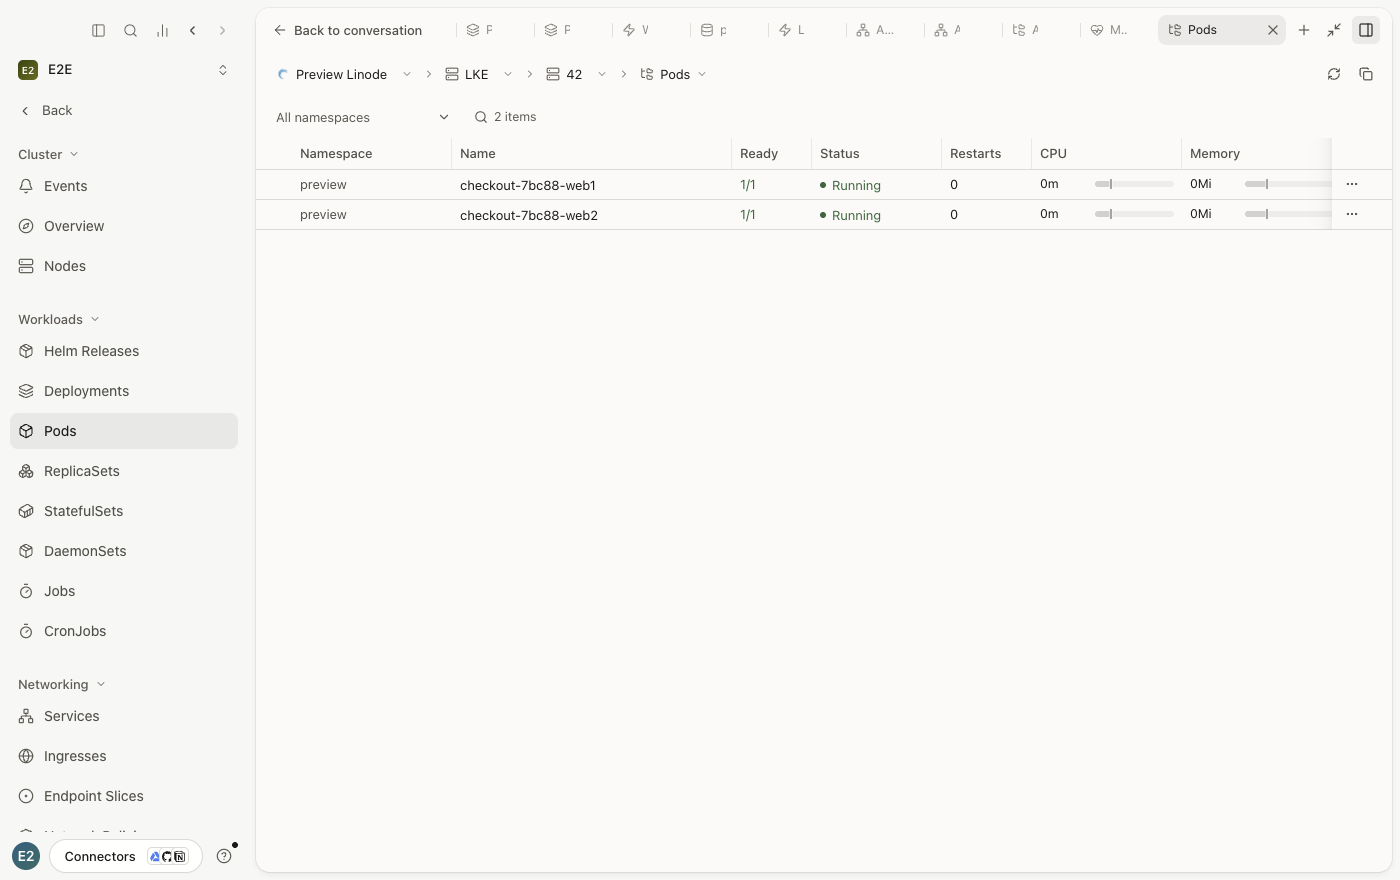 Back to conversation
P
P
W
p
L
A...
A
A
M..
Pods
E2
E2E
Preview Linode
LKE
42
Pods
Back
All namespaces
2 items
Cluster
Namespace
Name
Ready
Status
Restarts
CPU
Memory
Events
preview
checkout-7bc88-web1
1/1
Running
0
0m
0Mi
preview
checkout-7bc88-web2
1/1
Running
0
0m
0Mi
Overview
Nodes
Workloads
Helm Releases
Deployments
Pods
ReplicaSets
StatefulSets
DaemonSets
Jobs
CronJobs
Networking
Services
Ingresses
Endpoint Slices
E2
Connectors